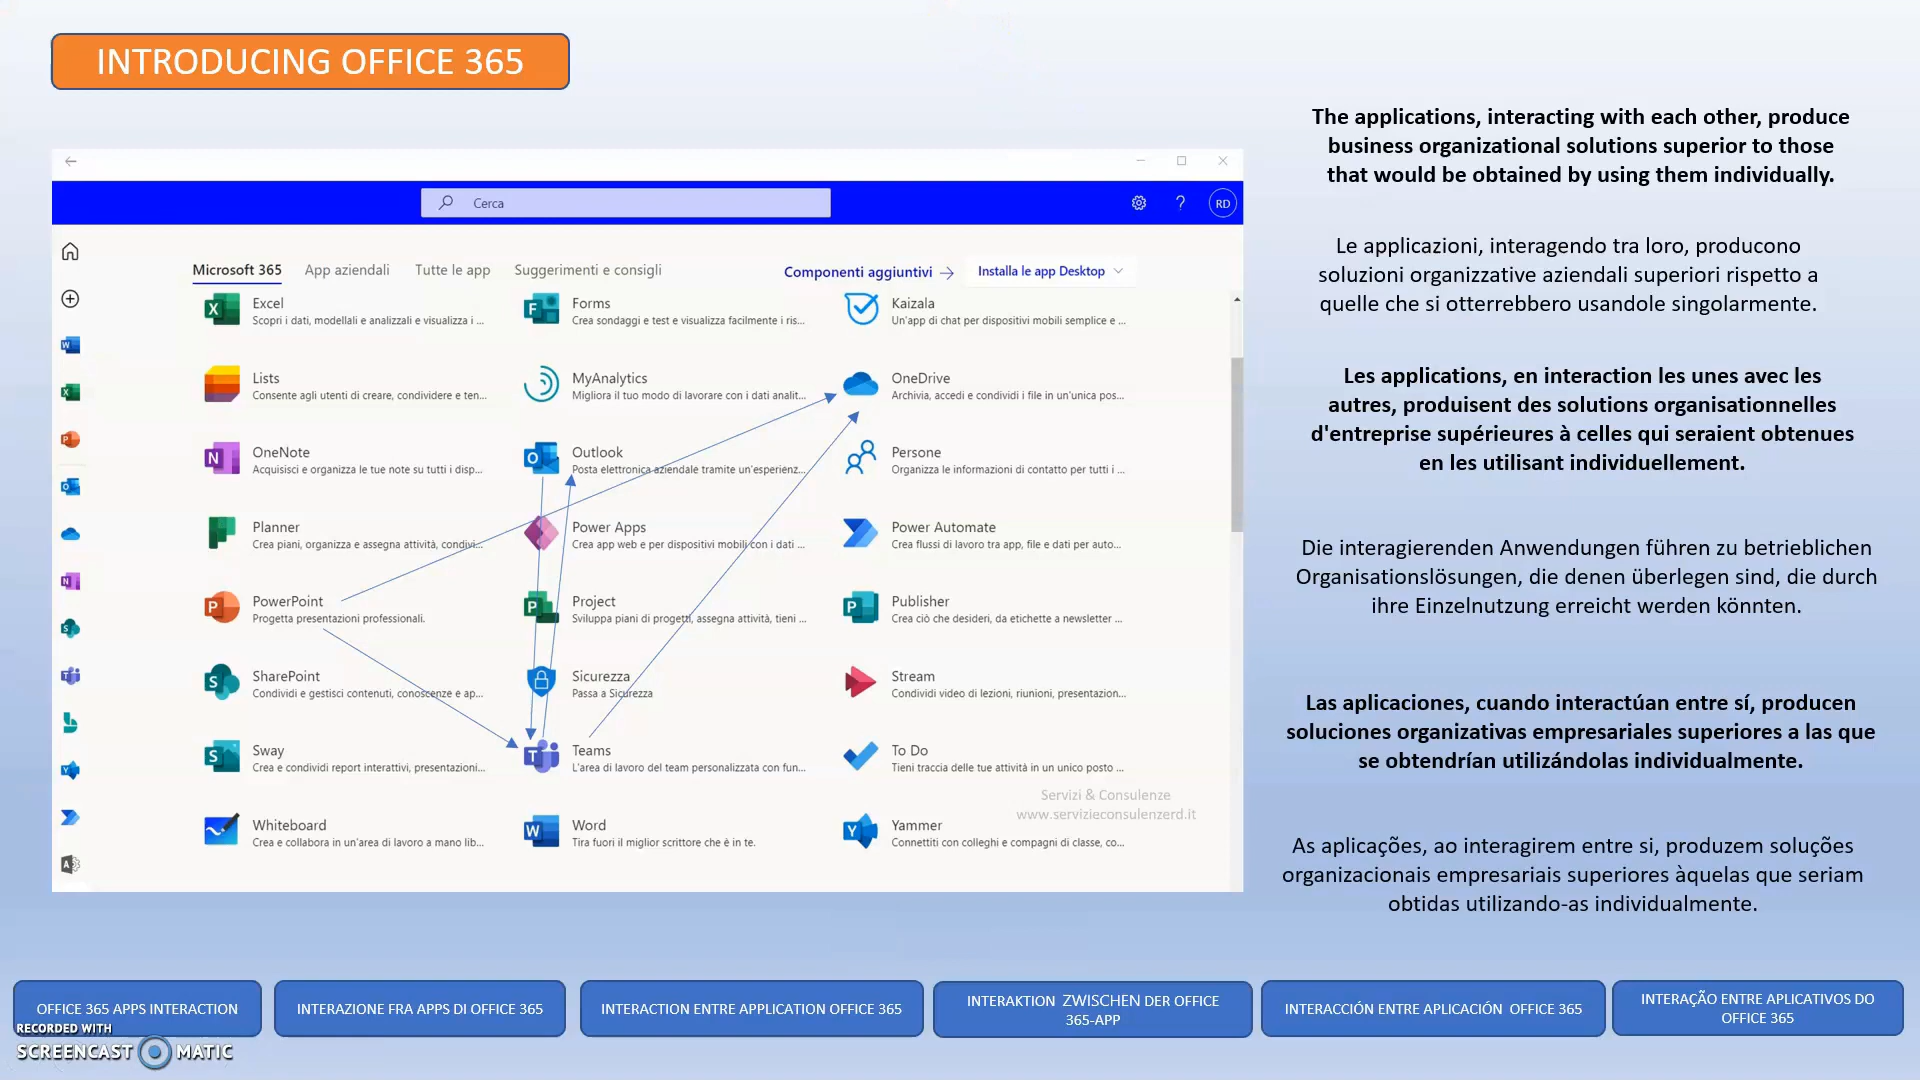 INTRODUCING OFFICE 365
Cerca
RD
Microsoft 365 App aziendali Tutte le app Suggerimenti e consigli Componenti aggiuntivi → Installa le app Desktop
Excel
Scopri i dati, modellali e analizzali e visualizza i ...
Forms
Crea sondaggi e test e visualizza facilmente i ris...
Kaizala
Un'app di chat per dispositivi mobili semplice e ...
Lists
Consente agli utenti di creare, condividere e ten...
MyAnalytics
Migliora il tuo modo di lavorare con i dati analit...
OneDrive
Archivia, accedi e condividi i file in un'unica pos...
OneNote
Acquisisci e organizza le tue note su tutti i disp...
Outlook
Posta elettronica aziendale tramite un'esperienz...
Persone
Organizza le informazioni di contatto per tutti i ...
Planner
Crea piani, organizza e assegna attività, condivi...
Power Apps
Crea app web e per dispositivi mobili con i dati ...
Power Automate
Crea flussi di lavoro tra app, file e dati per auto...
PowerPoint
Progetta presentazioni professionali.
Project
Sviluppa piani di progetti, assegna attività, tieni ...
Publisher
Crea ciò che desideri, da etichette a newsletter ...
SharePoint
Condividi e gestisci contenuti, conoscenze e ap...
Sicurezza
Passa a Sicurezza
Stream
Condividi video di lezioni, riunioni, presentazion...
Sway
Crea e condividi report interattivi, presentazioni...
Teams
L'area di lavoro del team personalizzata con fun...
To Do
Tieni traccia delle tue attività in un unico posto ...
Servizi & Consulenze
www.servizieconsulenzerd.it
Whiteboard
Crea e collabora in un'area di lavoro a mano lib...
Word
Tira fuori il miglior scrittore che è in te.
Yammer
Connettiti con colleghi e compagni di classe, co...
The applications, interacting with each other, produce
business organizational solutions superior to those
that would be obtained by using them individually.
Le applicazioni, interagendo tra loro, producono
soluzioni organizzative aziendali superiori rispetto a
quelle che si otterrebbero usandole singolarmente.
Les applications, en interaction les unes avec les
autres, produisent des solutions organisationnelles
d'entreprise supérieures à celles qui seraient obtenues
en les utilisant individuellement.
Die interagierenden Anwendungen führen zu betrieblichen
Organisationslösungen, die denen überlegen sind, die durch
ihre Einzelnutzung erreicht werden könnten.
Las aplicaciones, cuando interactúan entre sí, producen
soluciones organizativas empresariales superiores a las que
se obtendrían utilizándolas individualmente.
As aplicações, ao interagirem entre si, produzem soluções
organizacionais empresariais superiores àquelas que seriam
obtidas utilizando-as individualmente.
OFFICE 365 APPS INTERACTION
INTERAZIONE FRA APPS DI OFFICE 365
INTERACTION ENTRE APPLICATION OFFICE 365
INTERAKTION ZWISCHEN DER OFFICE
365-APP
INTERACCIÓN ENTRE APLICACIÓN OFFICE 365
INTERAÇÃO ENTRE APLICATIVOS DO
OFFICE 365
RECORDED WITH
SCREENCAST MATIC